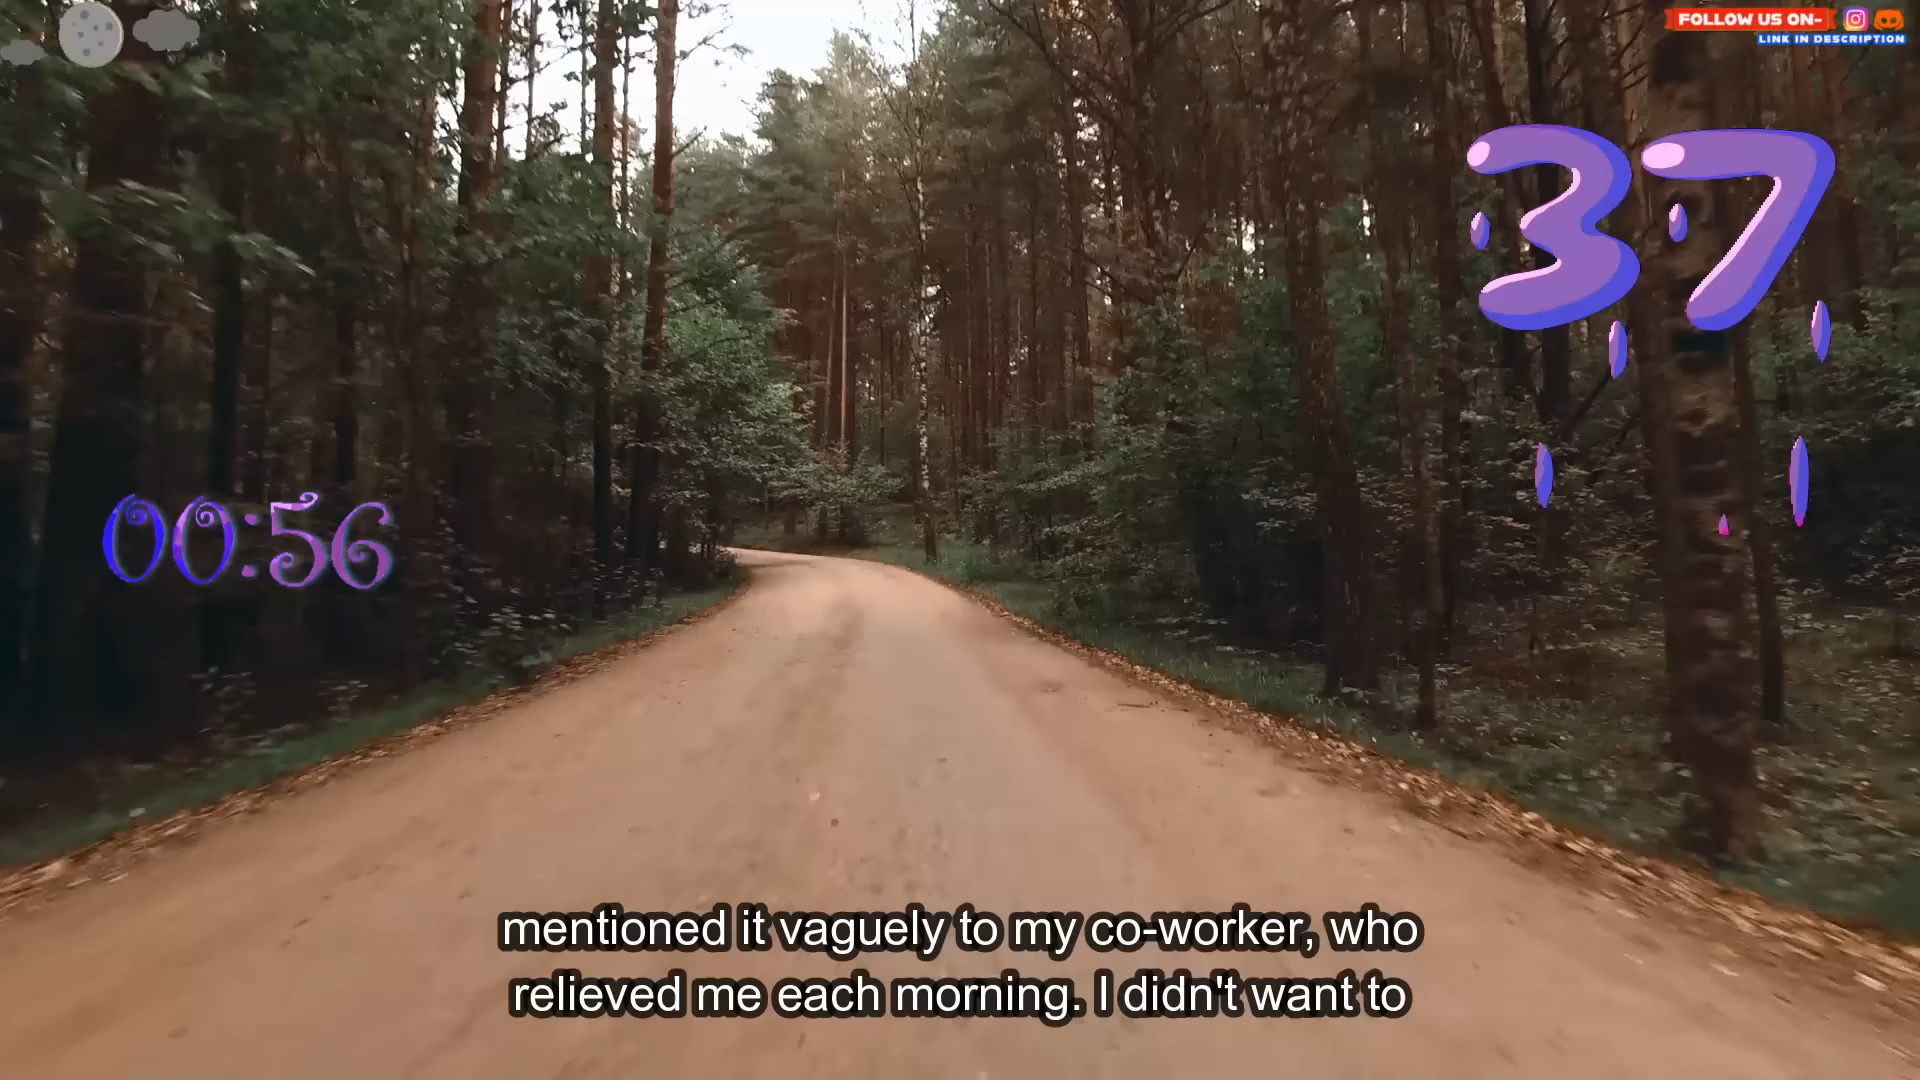 FOLLOW US ON-
LINK IN DESCRIPTION
37
00:56
mentioned it vaguely to my co-worker, who
relieved me each morning. I didn't want to